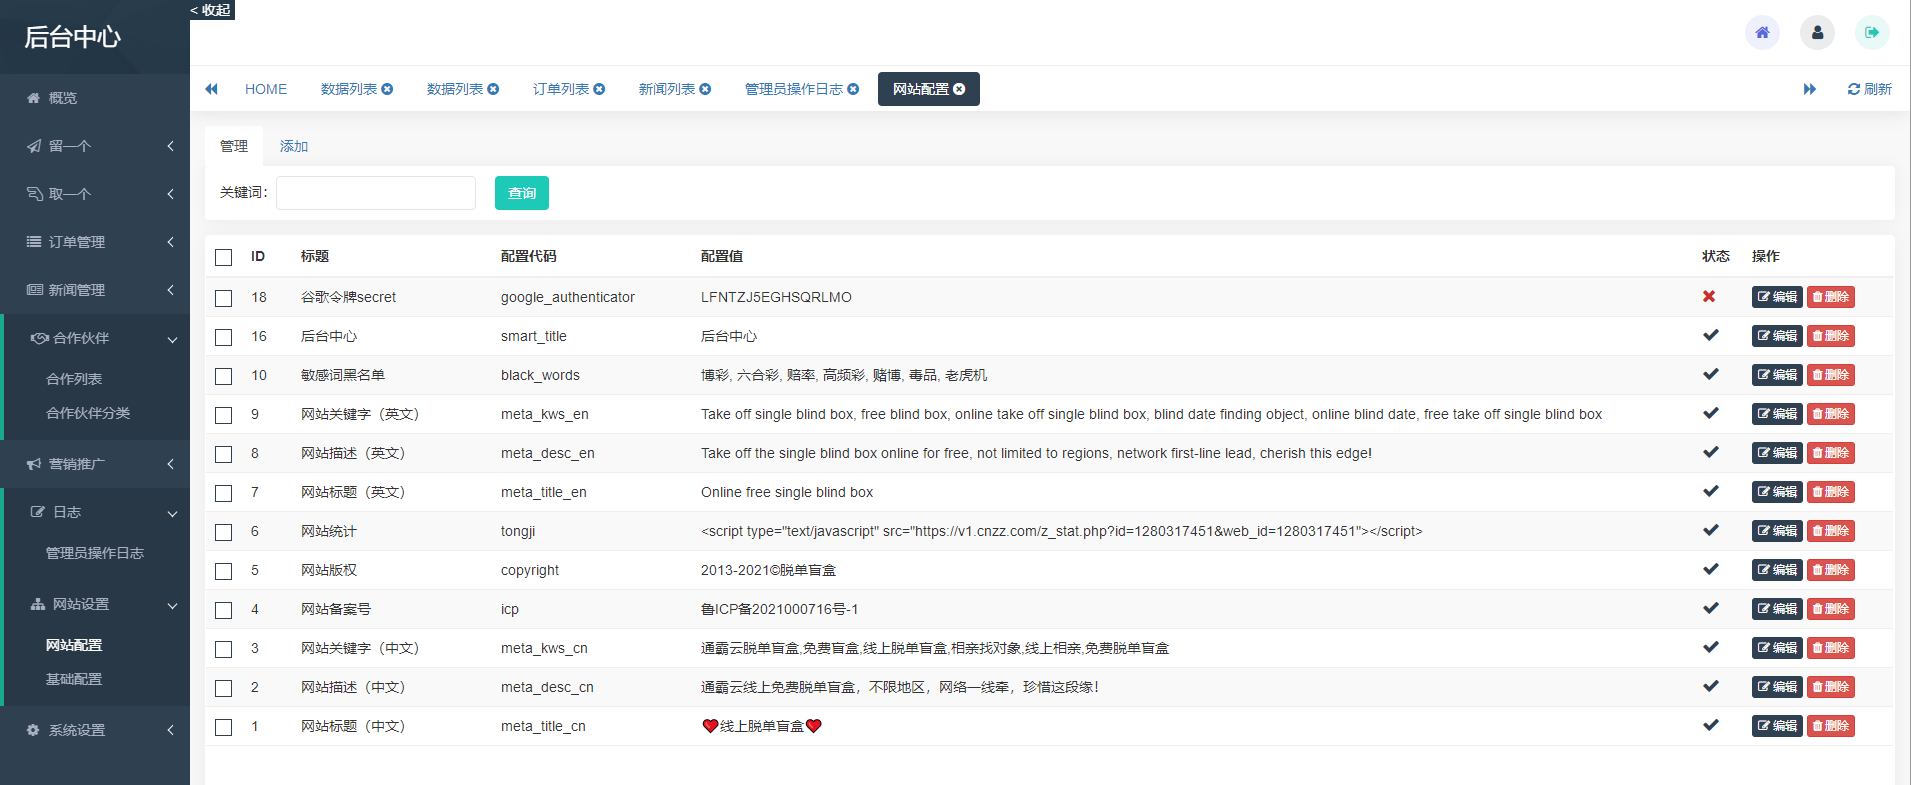 < 收起
后台中心
概览
留一个
取一个
订单管理
新闻管理
合作伙伴
合作列表
合作伙伴分类
营销推广
日志
管理员操作日志
网站设置
网站配置
基础配置
系统设置
HOME 数据列表 数据列表 订单列表 新闻列表 管理员操作日志 网站配置 刷新
管理 添加
关键词: 查询
ID 标题 配置代码 配置值 状态 操作
18 谷歌令牌secret google_authenticator LFNTZJ5EGHSQRLMO 编辑 删除
16 后台中心 smart_title 后台中心 编辑 删除
10 敏感词黑名单 black_words 博彩, 六合彩, 赔率, 高频彩, 赌博, 毒品, 老虎机 编辑 删除
9 网站关键字（英文） meta_kws_en Take off single blind box, free blind box, online take off single blind box, blind date finding object, online blind date, free take off single blind box 编辑 删除
8 网站描述（英文） meta_desc_en Take off the single blind box online for free, not limited to regions, network first-line lead, cherish this edge! 编辑 删除
7 网站标题（英文） meta_title_en Online free single blind box 编辑 删除
6 网站统计 tongji <script type="text/javascript" src="https://v1.cnzz.com/z_stat.php?id=1280317451&web_id=1280317451"></script> 编辑 删除
5 网站版权 copyright 2013-2021©脱单盲盒 编辑 删除
4 网站备案号 icp 鲁ICP备2021000716号-1 编辑 删除
3 网站关键字（中文） meta_kws_cn 通霸云脱单盲盒,免费盲盒,线上脱单盲盒,相亲找对象,线上相亲,免费脱单盲盒 编辑 删除
2 网站描述（中文） meta_desc_cn 通霸云线上免费脱单盲盒，不限地区，网络一线牵，珍惜这段缘！ 编辑 删除
1 网站标题（中文） meta_title_cn ❤线上脱单盲盒❤ 编辑 删除